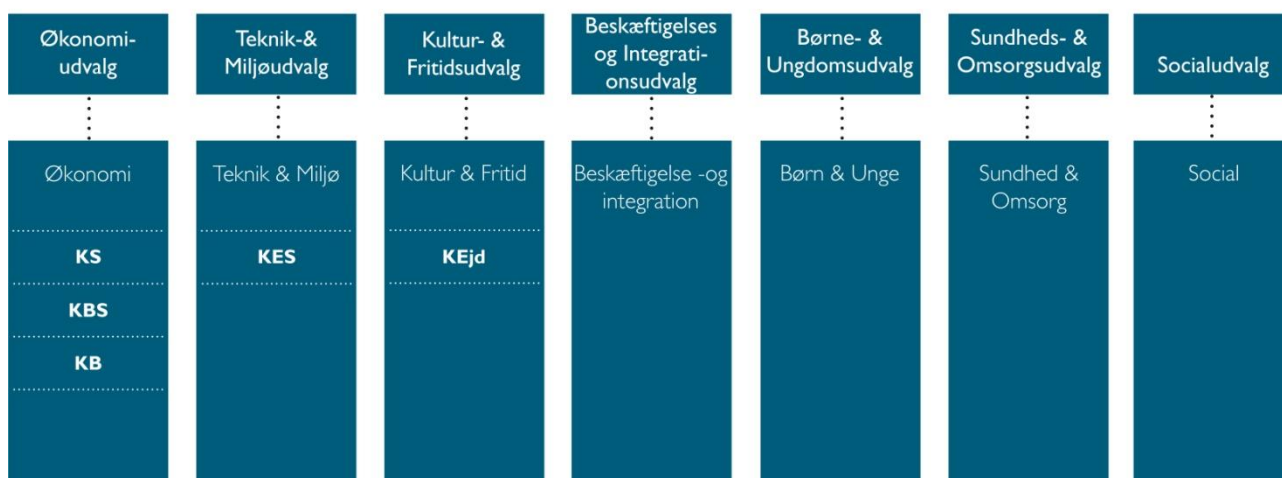 Økonomi-
udvalg
Teknik-&
Miljøudvalg
Kultur- &
Fritidsudvalg
Beskæftigelses
og Integrati-
onsudvalg
Børne- &
Ungdomsudvalg
Sundheds- &
Omsorgsudvalg
Socialudvalg
Økonomi
KS
KBS
KB
Teknik & Miljø
KES
Kultur & Fritid
KEjd
Beskæftigelse -og
integration
Børn & Unge
Sundhed &
Omsorg
Social